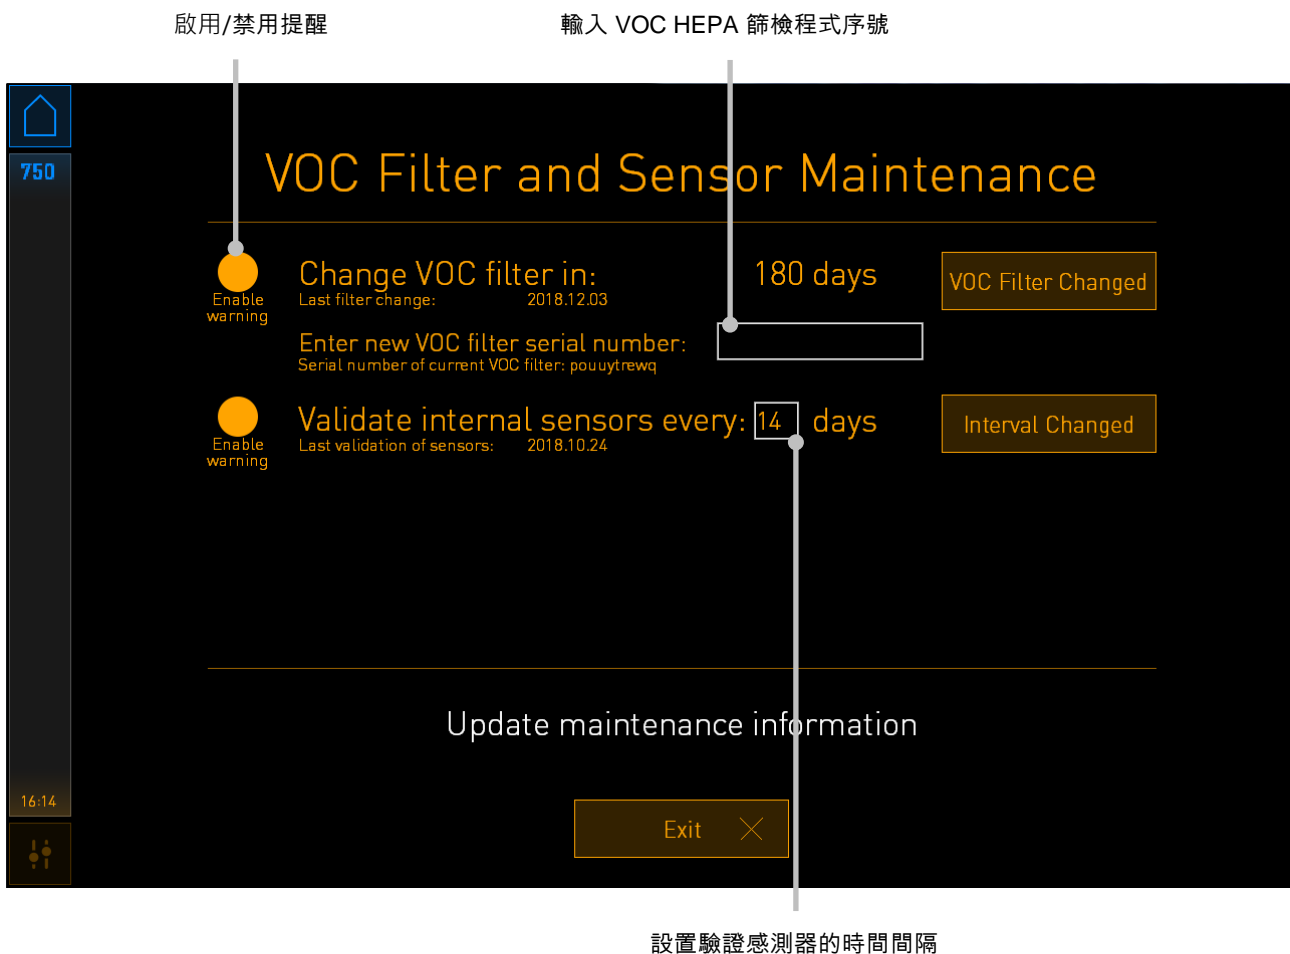 啟用/禁用提醒
輸入 VOC HEPA 篩檢程式序號
750
VOC Filter and Sensor Maintenance
Change VOC filter in: 180 days
Enable warning
Last filter change: 2018.12.03
VOC Filter Changed
Enter new VOC filter serial number:
Serial number of current VOC filter: pouuytrewq
Validate internal sensors every: 14 days
Enable warning
Last validation of sensors: 2018.10.24
Interval Changed
Update maintenance information
16:14
Exit
設置驗證感測器的時間間隔